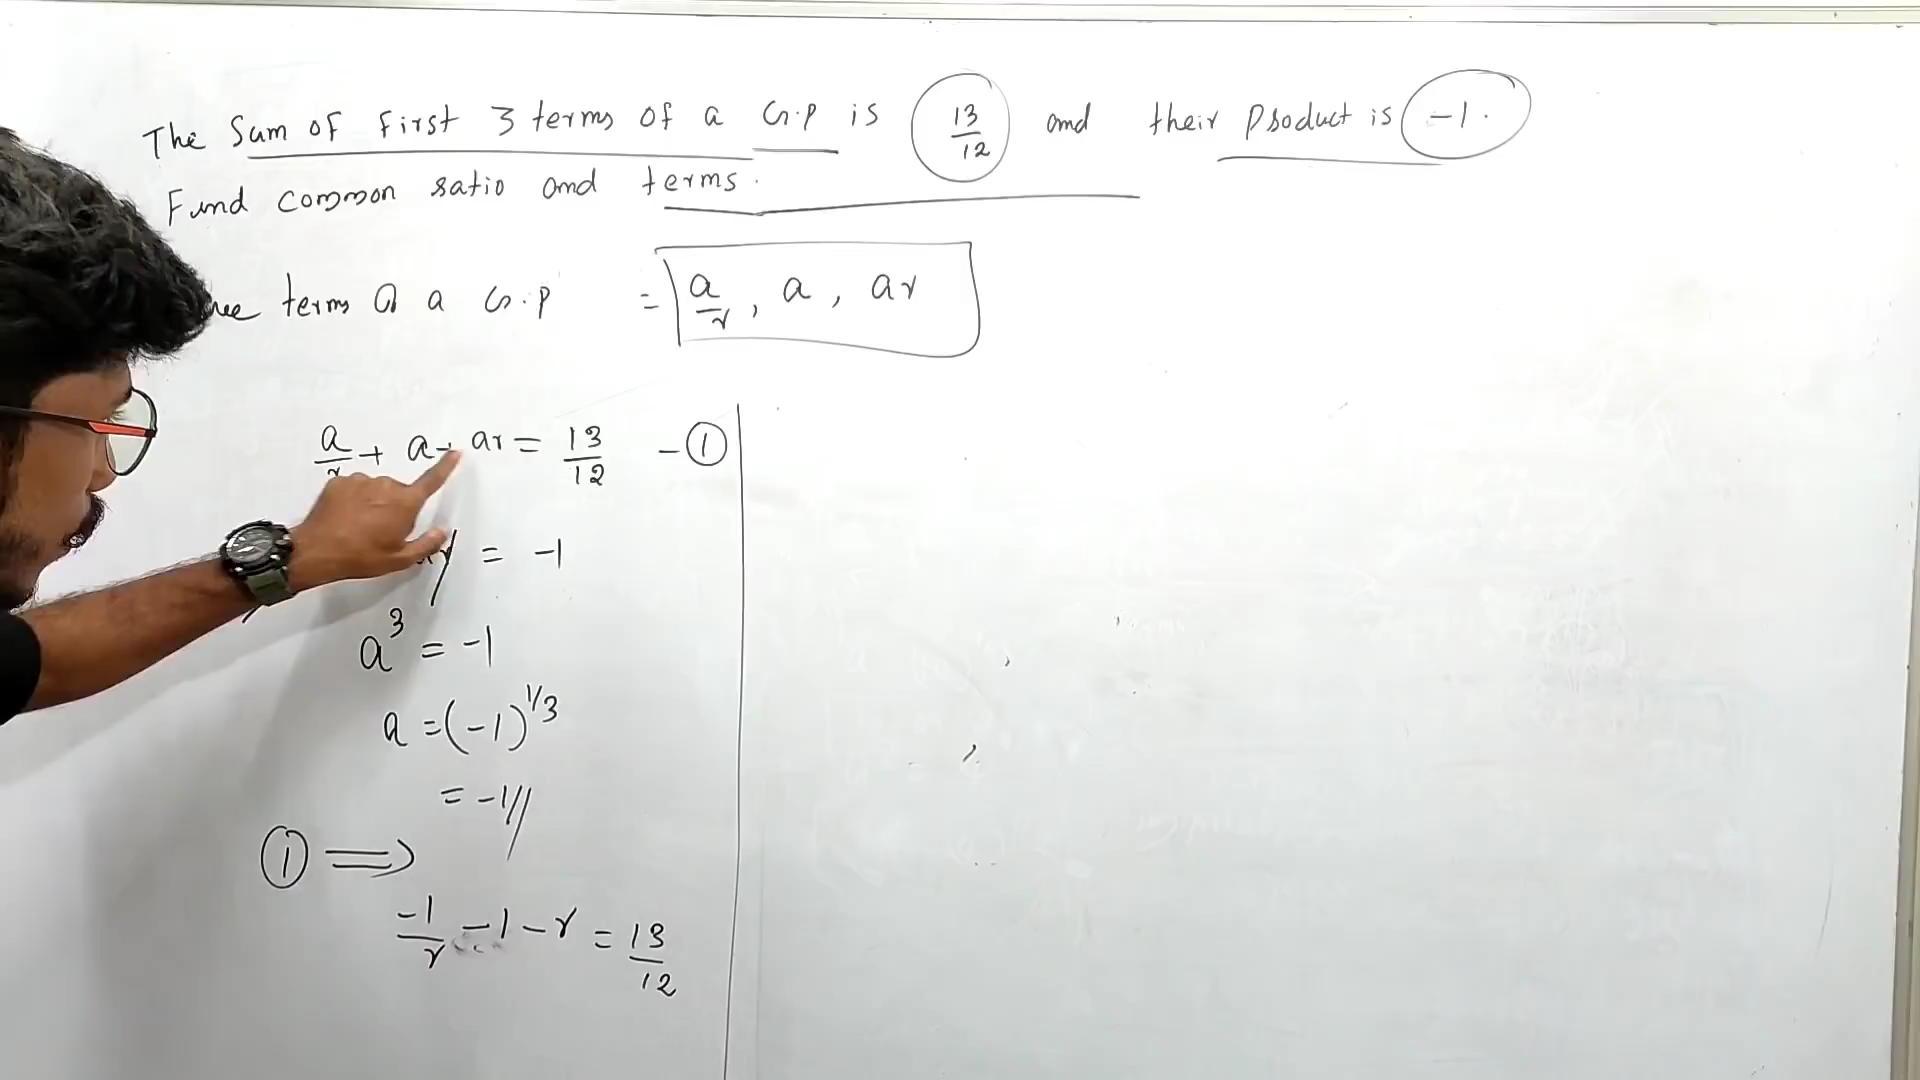 The Sum of First 3 terms of a G.P is 13/12 and their Product is -1.
Find common ratio and terms.
terms of a G.P = a/r, a, ar
a/r + a + ar = 13/12 - ①
= -1
a³ = -1
a = (-1)^1/3
= -1//
① ⟹
-1/r - 1 - r = 13/12